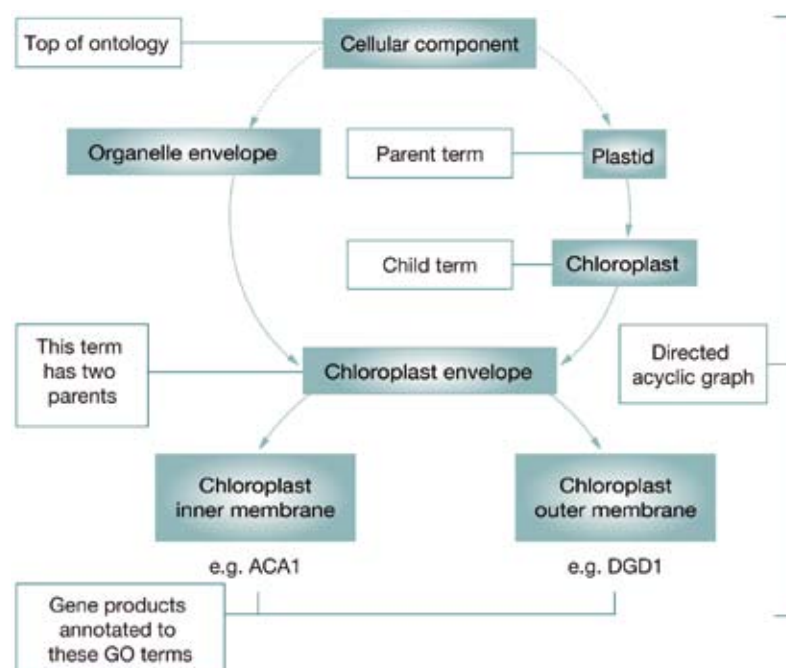 Top of ontology
Cellular component
Organelle envelope
Parent term
Plastid
Child term
Chloroplast
This term
has two
parents
Chloroplast envelope
Directed
acyclic graph
Chloroplast
inner membrane
Chloroplast
outer membrane
e.g. ACA1
e.g. DGD1
Gene products
annotated to
these GO terms